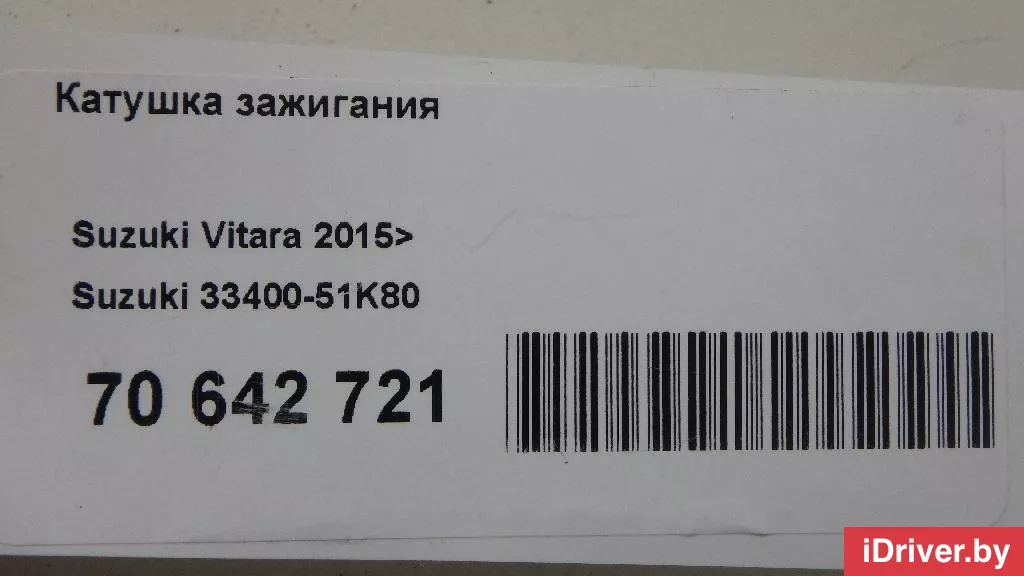 Катушка зажигания
Suzuki Vitara 2015>
Suzuki 33400-51K80
70 642 721
iDriver.by